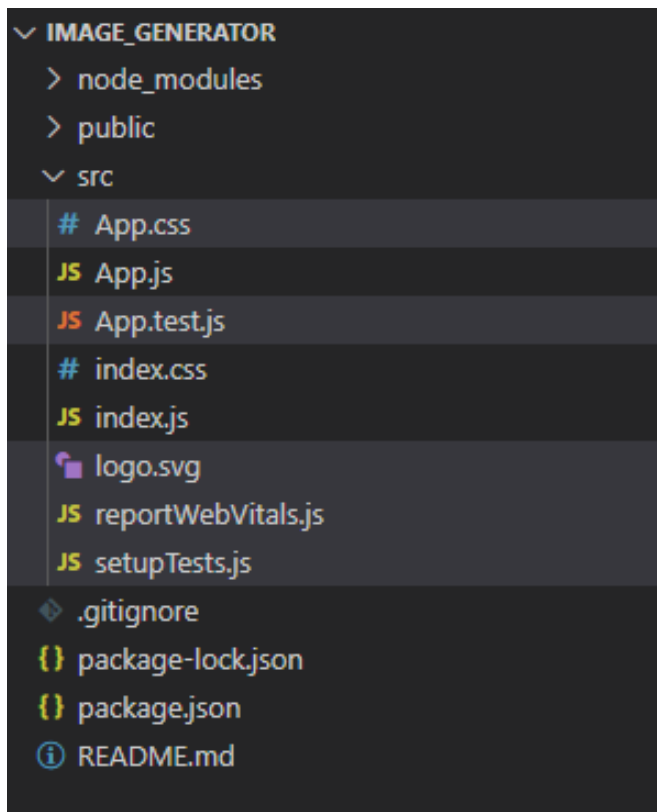 IMAGE_GENERATOR
node_modules
public
src
# App.css
JS App.js
JS App.test.js
# index.css
JS index.js
logo.svg
JS reportWebVitals.js
JS setupTests.js
.gitignore
{} package-lock.json
{} package.json
README.md